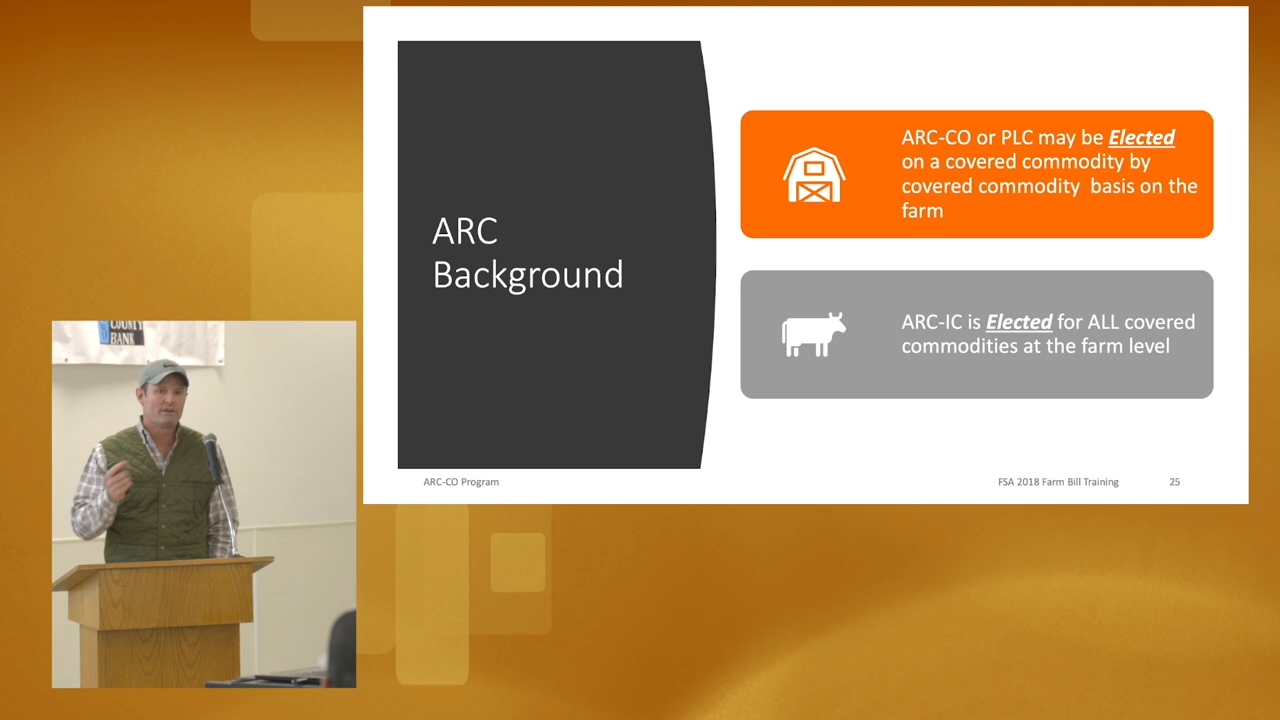 ARC
Background
ARC-CO or PLC may be Elected
on a covered commodity by
covered commodity  basis on the
farm
ARC-IC is Elected for ALL covered
commodities at the farm level
ARC-CO Program
FSA 2018 Farm Bill Training
25
COUNTY
BANK